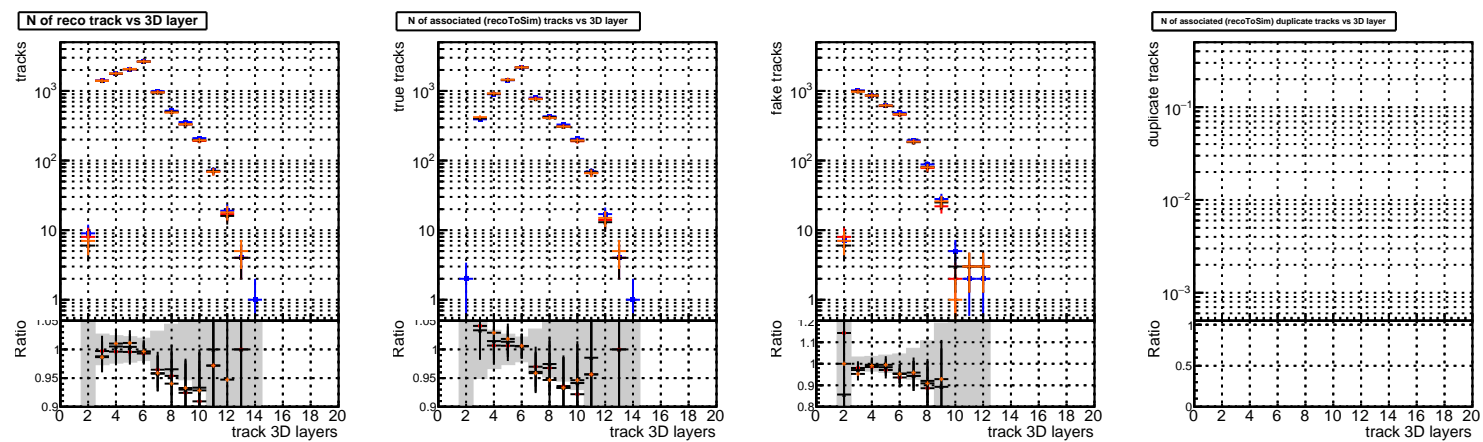 N of reco track vs 3D layer
tracks
10³
10²
10
1
Ratio
1.05
1
0.95
0.9
0 2 4 6 8 10 12 14 16 18 20
track 3D layers
N of associated (recoToSim) tracks vs 3D layer
true tracks
10³
10²
10
1
Ratio
1.05
1
0.95
0.9
0 2 4 6 8 10 12 14 16 18 20
track 3D layers
fake tracks
10³
10²
10
1
Ratio
1.2
1.1
1
0.9
0.8
0 2 4 6 8 10 12 14 16 18 20
track 3D layers
N of associated (recoToSim) duplicate tracks vs 3D layer
duplicate tracks
10⁻¹
10⁻²
10⁻³
Ratio
1
0.5
0
0 2 4 6 8 10 12 14 16 18 20
track 3D layers